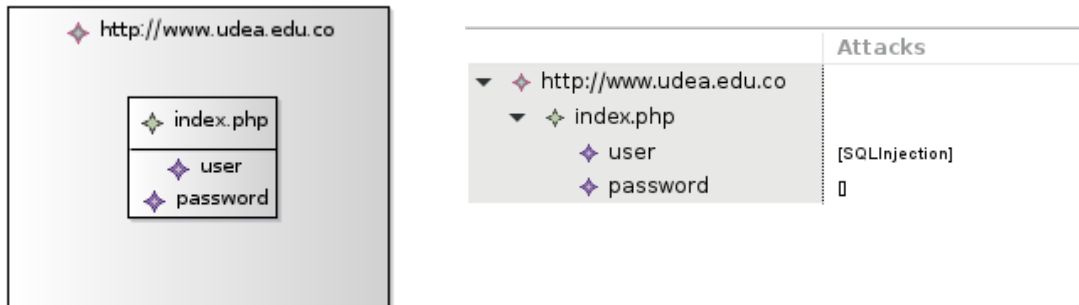 http://www.udea.edu.co
index.php
user
password
Attacks
http://www.udea.edu.co
index.php
user
[SQLInjection]
password
[]